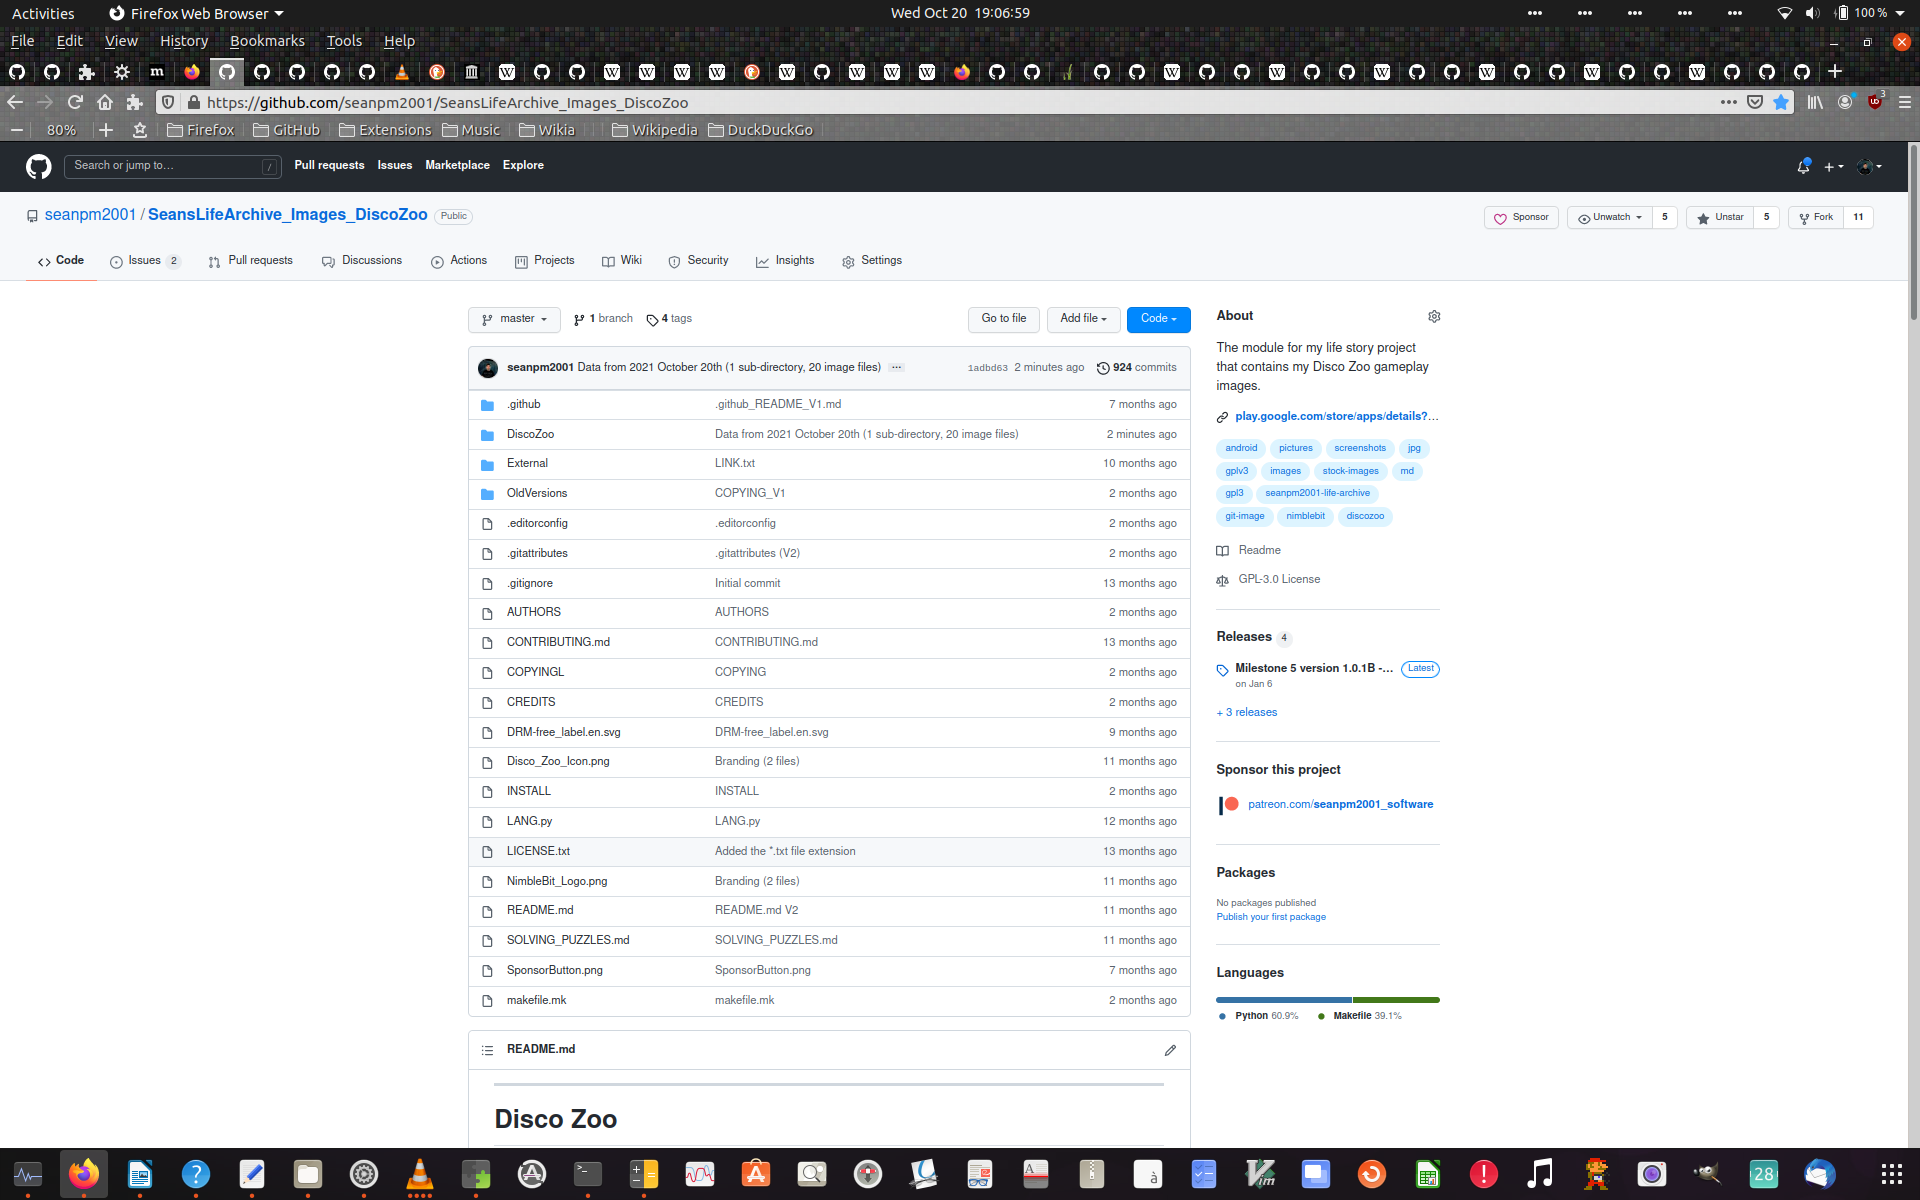 Activities Firefox Web Browser Wed Oct 20 19:06:59 100 %
File Edit View History Bookmarks Tools Help
https://github.com/seanpm2001/SeansLifeArchive_Images_DiscoZoo 3
80% Firefox GitHub Extensions Music Wikia Wikipedia DuckDuckGo
Search or jump to… / Pull requests Issues Marketplace Explore
seanpm2001 / SeansLifeArchive_Images_DiscoZoo Public Sponsor Unwatch 5 Unstar 5 Fork 11
Code Issues 2 Pull requests Discussions Actions Projects Wiki Security Insights Settings
master 1 branch 4 tags Go to file Add file Code
seanpm2001 Data from 2021 October 20th (1 sub-directory, 20 image files) ... 1adbd63 2 minutes ago 924 commits
.github .github_README_V1.md 7 months ago
DiscoZoo Data from 2021 October 20th (1 sub-directory, 20 image files) 2 minutes ago
External LINK.txt 10 months ago
OldVersions COPYING_V1 2 months ago
.editorconfig .editorconfig 2 months ago
.gitattributes .gitattributes (V2) 2 months ago
.gitignore Initial commit 13 months ago
AUTHORS AUTHORS 2 months ago
CONTRIBUTING.md CONTRIBUTING.md 13 months ago
COPYINGL COPYING 2 months ago
CREDITS CREDITS 2 months ago
DRM-free_label.en.svg DRM-free_label.en.svg 9 months ago
Disco_Zoo_Icon.png Branding (2 files) 11 months ago
INSTALL INSTALL 2 months ago
LANG.py LANG.py 12 months ago
LICENSE.txt Added the *.txt file extension 13 months ago
NimbleBit_Logo.png Branding (2 files) 11 months ago
README.md README.md V2 11 months ago
SOLVING_PUZZLES.md SOLVING_PUZZLES.md 11 months ago
SponsorButton.png SponsorButton.png 7 months ago
makefile.mk makefile.mk 2 months ago
README.md
Disco Zoo
About
The module for my life story project
that contains my Disco Zoo gameplay
images.
play.google.com/store/apps/details?...
android pictures screenshots jpg
gplv3 images stock-images md
gpl3 seanpm2001-life-archive
git-image nimblebit discozoo
Readme
GPL-3.0 License
Releases 4
Milestone 5 version 1.0.1B -... Latest
on Jan 6
+ 3 releases
Sponsor this project
patreon.com/seanpm2001_software
Packages
No packages published
Publish your first package
Languages
Python 60.9% Makefile 39.1%
28